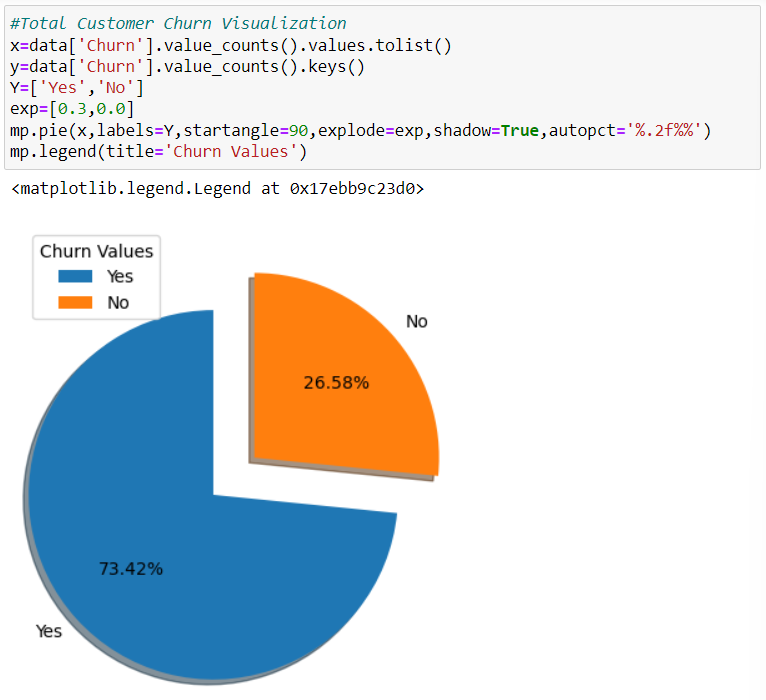 #Total Customer Churn Visualization
x=data['Churn'].value_counts().values.tolist()
y=data['Churn'].value_counts().keys()
Y=['Yes','No']
exp=[0.3,0.0]
mp.pie(x,labels=Y,startangle=90,explode=exp,shadow=True,autopct='%.2f%%')
mp.legend(title='Churn Values')
<matplotlib.legend.Legend at 0x17ebb9c23d0>
Churn Values
Yes
No
No
26.58%
73.42%
Yes